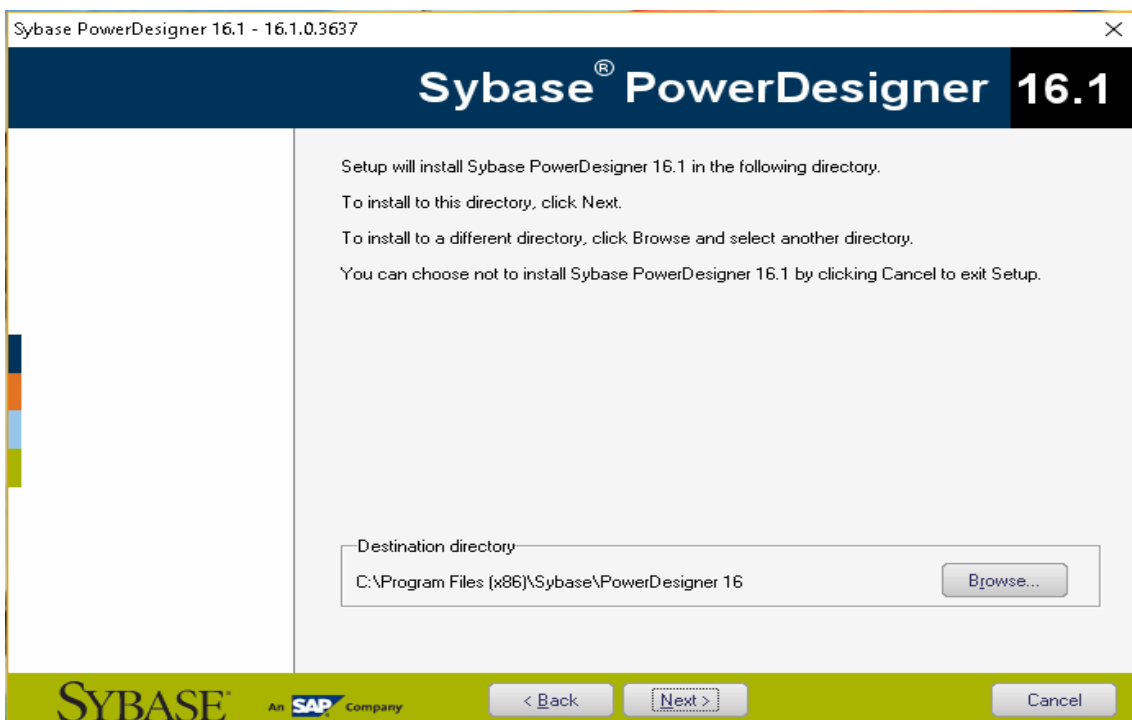 Sybase PowerDesigner 16.1 - 16.1.0.3637
Sybase® PowerDesigner 16.1
Setup will install Sybase PowerDesigner 16.1 in the following directory.
To install to this directory, click Next.
To install to a different directory, click Browse and select another directory.
You can choose not to install Sybase PowerDesigner 16.1 by clicking Cancel to exit Setup.
Destination directory
C:\Program Files (x86)\Sybase\PowerDesigner 16
Browse...
SYBASE® An SAP Company
< Back
Next >
Cancel